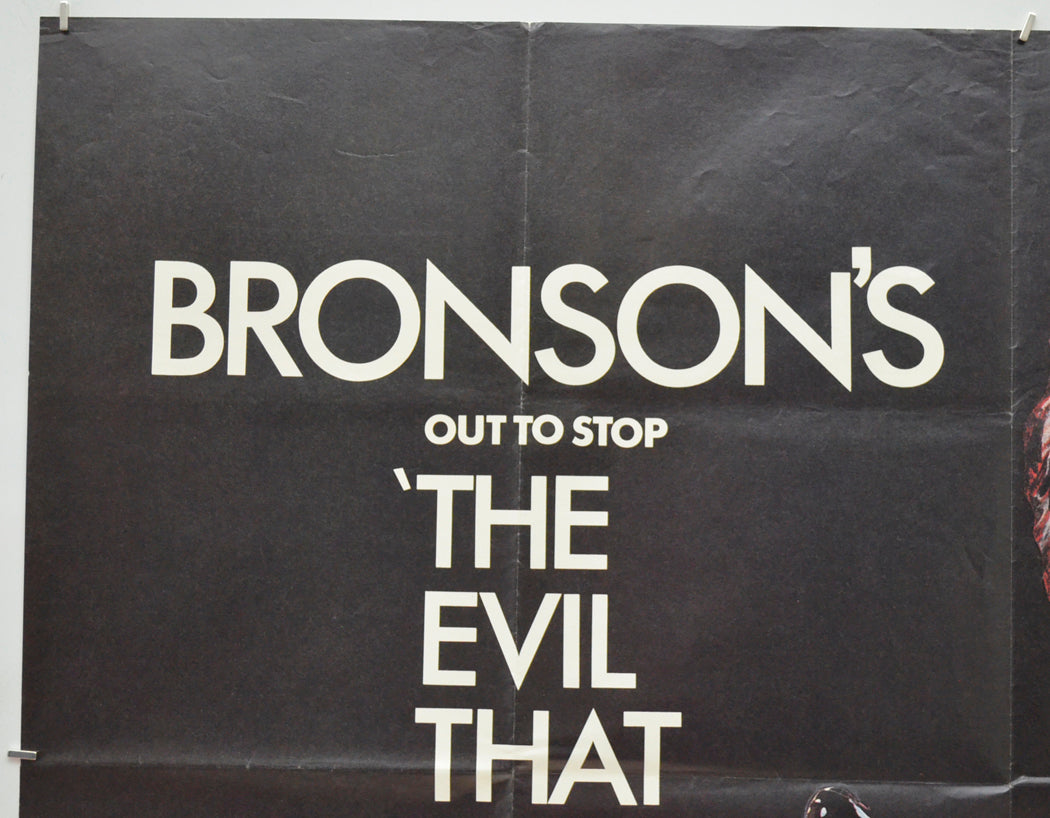 BRONSON'S
OUT TO STOP
‘THE
EVIL
THAT